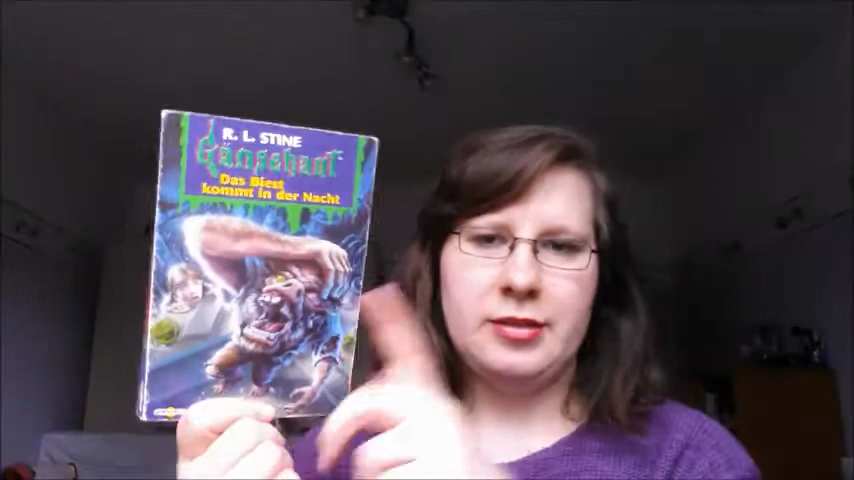 R. L. STINE
Gänsehaut
Das Biest
kommt in der Nacht